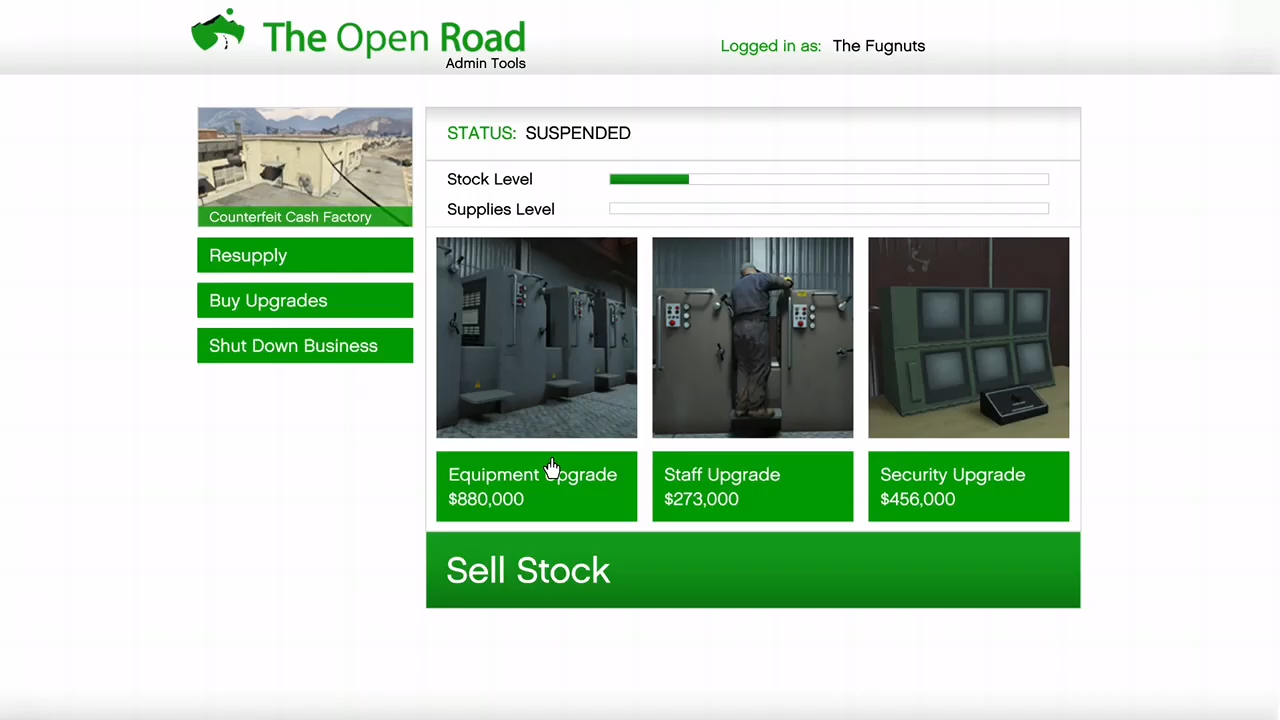 The Open Road
Admin Tools
Logged in as: The Fugnuts
Counterfeit Cash Factory
Resupply
Buy Upgrades
Shut Down Business
STATUS: SUSPENDED
Stock Level
Supplies Level
Equipment Upgrade
$880,000
Staff Upgrade
$273,000
Security Upgrade
$456,000
Sell Stock